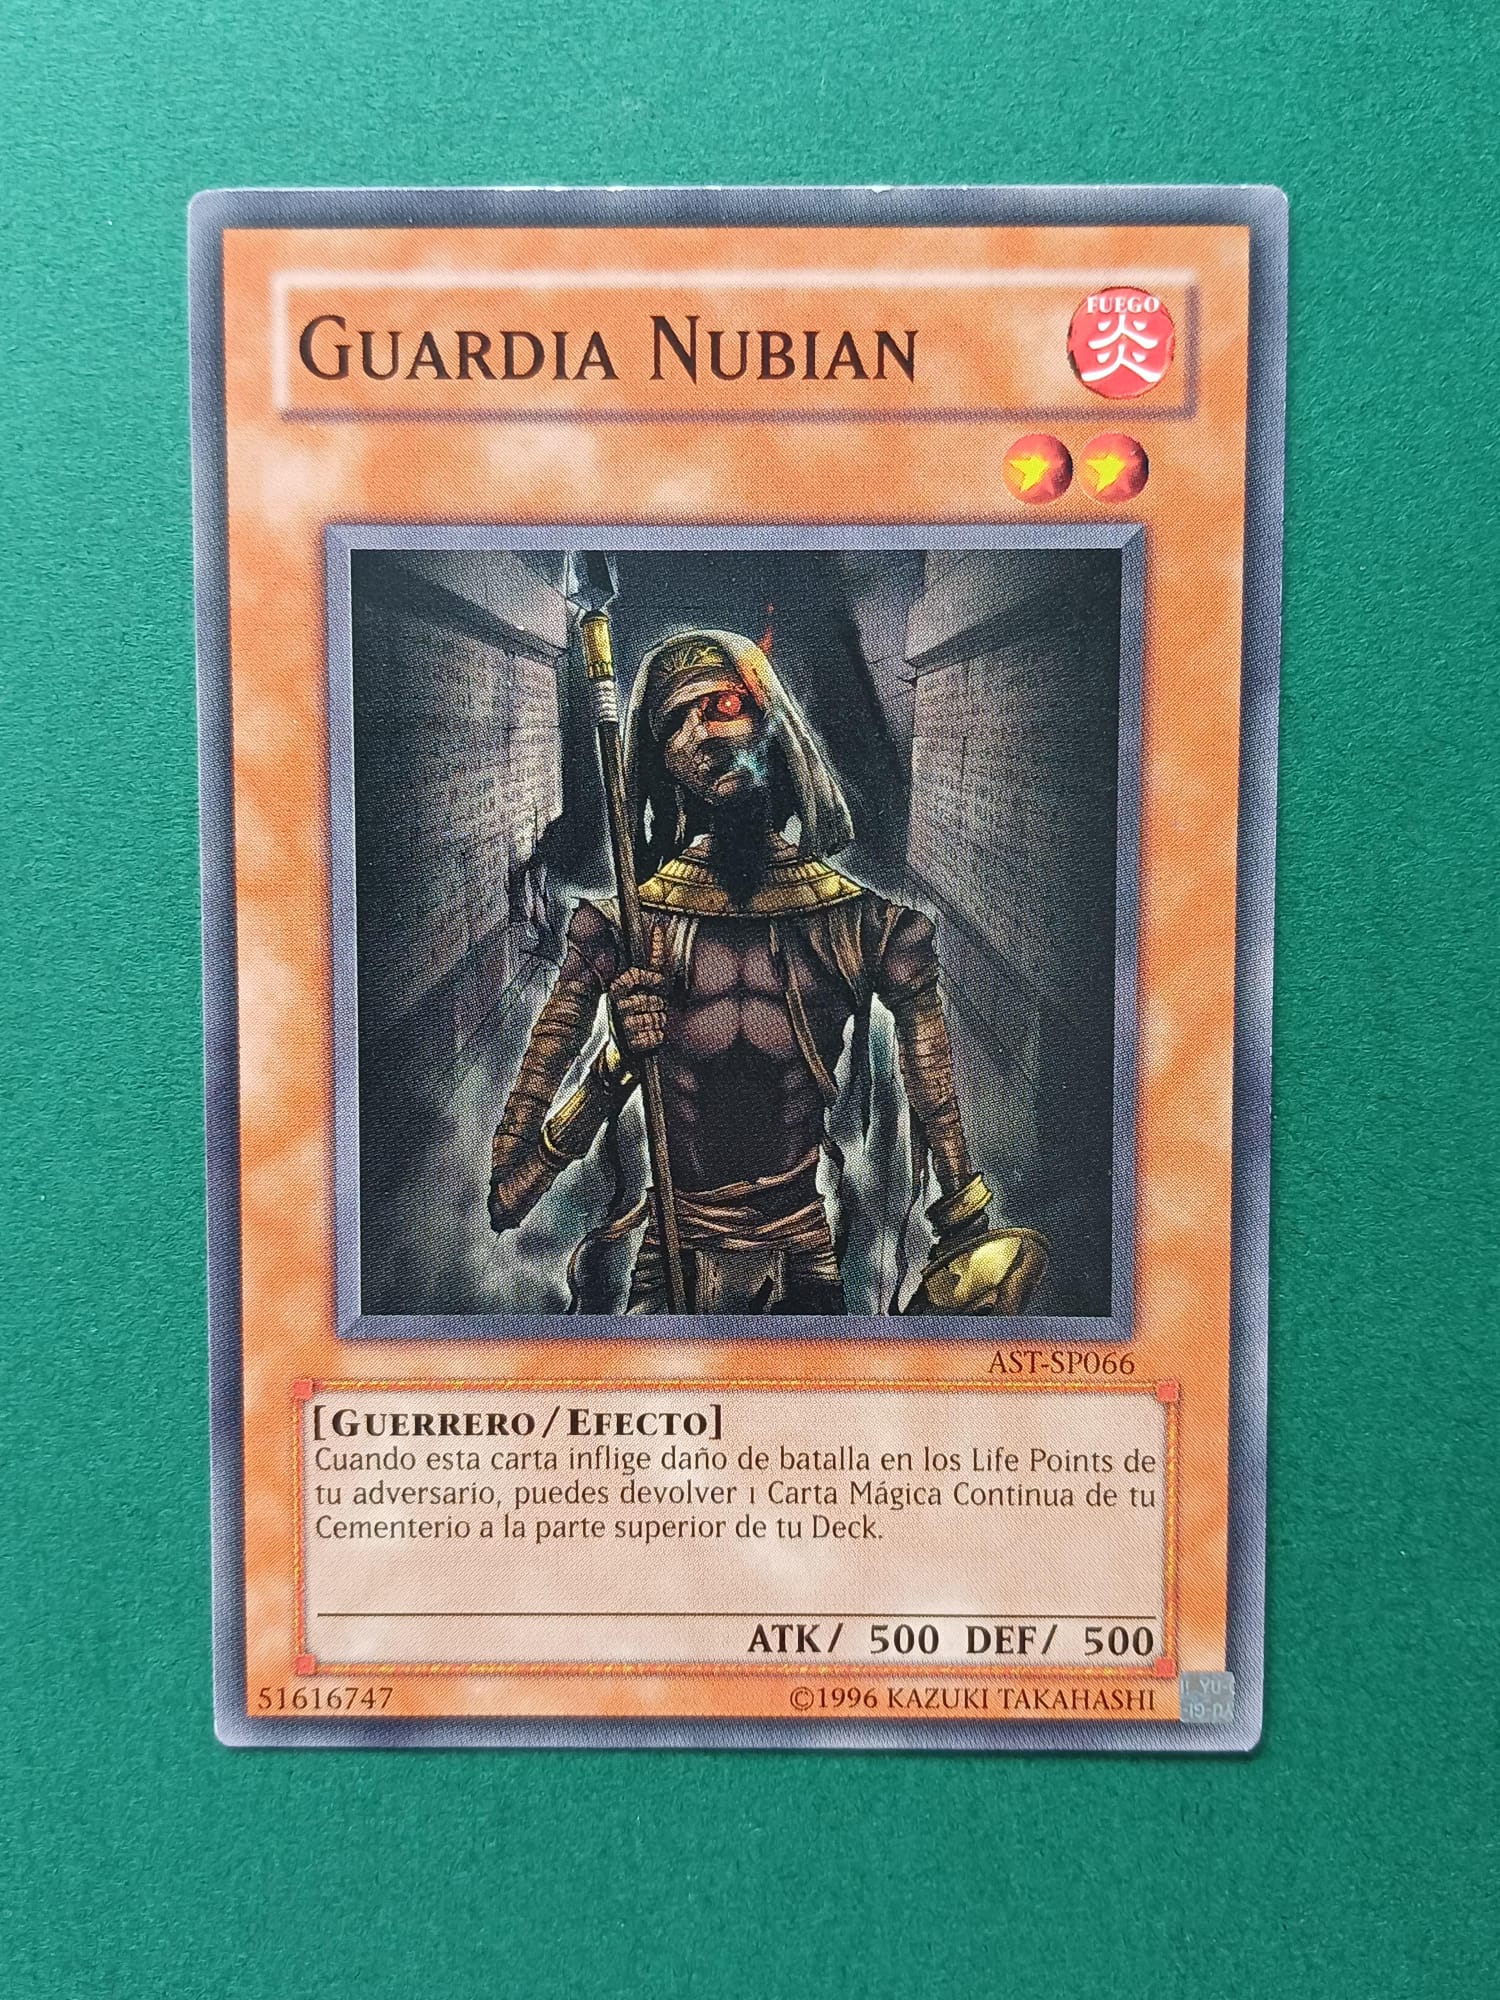 GUARDIA NUBIAN
FUEGO
炎
AST-SP066
[GUERRERO/EFECTO]
Cuando esta carta inflige daño de batalla en los Life Points de
tu adversario, puedes devolver 1 Carta Mágica Continua de tu
Cementerio a la parte superior de tu Deck.
ATK/ 500 DEF/ 500
51616747
©1996 KAZUKI TAKAHASHI